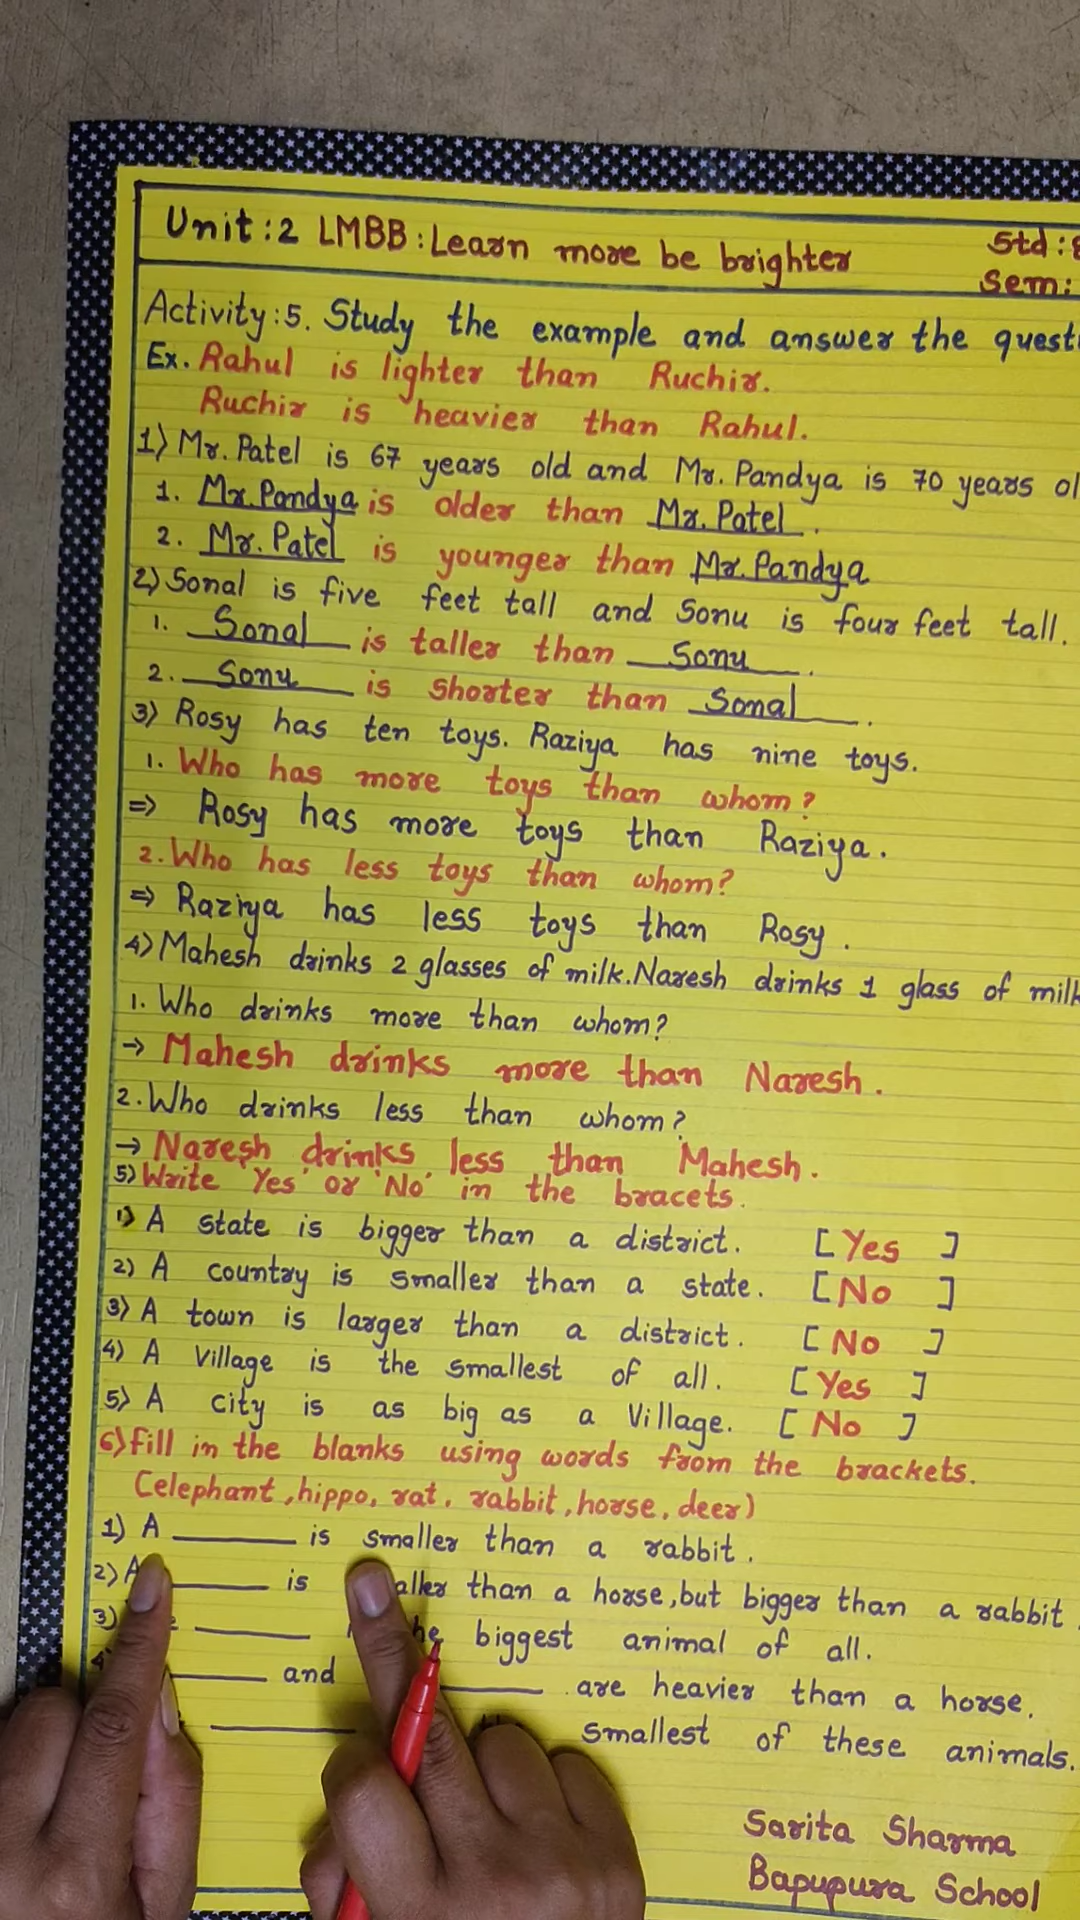 Unit:2 LMBB:Learn more be brighter
Std:
Sem:
Activity:5. Study the example and answer the
Ex. Rahul is lighter than Ruchir.
Ruchir is heavier than Rahul.
1) Mr. Patel is 67 years old and Mr. Pandya is 70 years
1. Mr. Pandya is older than Mr. Patel.
2. Mr. Patel is younger than Mr. Pandya
2) Sonal is five feet tall and Sonu is four feet tall.
1. Sonal is taller than Sonu.
2. Sonu is shorter than Sonal.
3) Rosy has ten toys. Raziya has nine toys.
1. Who has more toys than whom?
⇒ Rosy has more toys than Raziya.
2. Who has less toys than whom?
⇒ Raziya has less toys than Rosy.
4) Mahesh drinks 2 glasses of milk. Naresh drinks 1 glass of milk
1. Who drinks more than whom?
→ Mahesh drinks more than Naresh.
2. Who drinks less than whom?
→ Naresh drinks less than Mahesh.
5) Write 'Yes' or 'No' in the bracets.
1) A state is bigger than a district. [Yes]
2) A country is smaller than a state. [No]
3) A town is larger than a district. [No]
4) A village is the smallest of all. [Yes]
5) A city is as big as a Village. [No]
6) fill in the blanks using words from the brackets.
(elephant, hippo, rat, rabbit, horse, deer)
1) A ______ is smaller than a rabbit.
2) A ______ is than a horse, but bigger than a rabbit.
3) ______ biggest animal of all.
______ and ______ are heavier than a horse.
______ smallest of these animals.
Sarita Sharma
Bapupura School